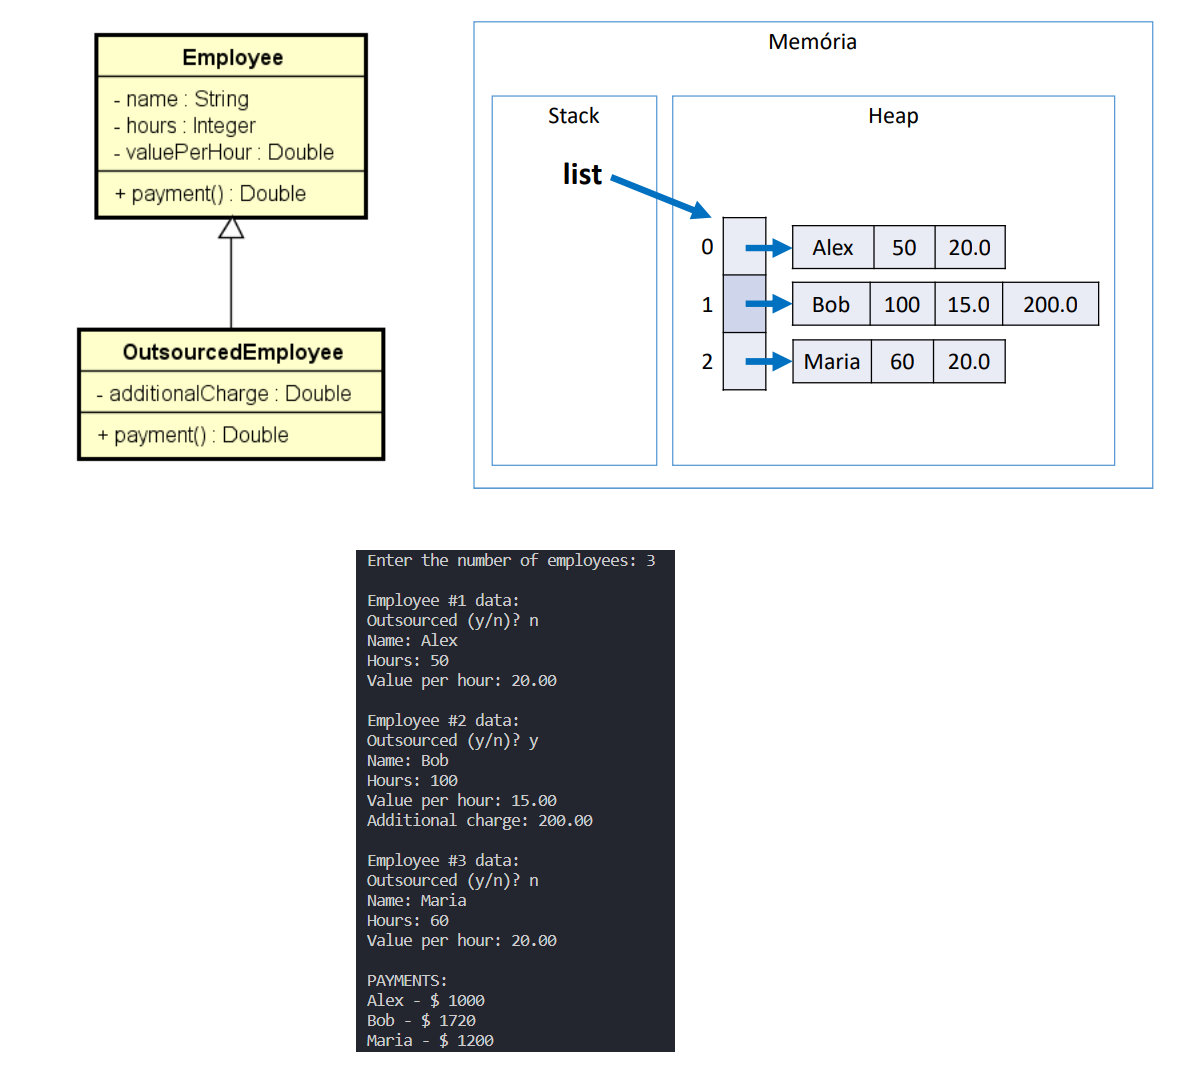 Employee
- name : String
- hours : Integer
- valuePerHour : Double
+ payment() : Double
OutsourcedEmployee
- additionalCharge : Double
+ payment() : Double
Memória
Stack
Heap
list
0
Alex 50 20.0
1
Bob 100 15.0 200.0
2
Maria 60 20.0
Enter the number of employees: 3
Employee #1 data:
Outsourced (y/n)? n
Name: Alex
Hours: 50
Value per hour: 20.00
Employee #2 data:
Outsourced (y/n)? y
Name: Bob
Hours: 100
Value per hour: 15.00
Additional charge: 200.00
Employee #3 data:
Outsourced (y/n)? n
Name: Maria
Hours: 60
Value per hour: 20.00
PAYMENTS:
Alex - $ 1000
Bob - $ 1720
Maria - $ 1200